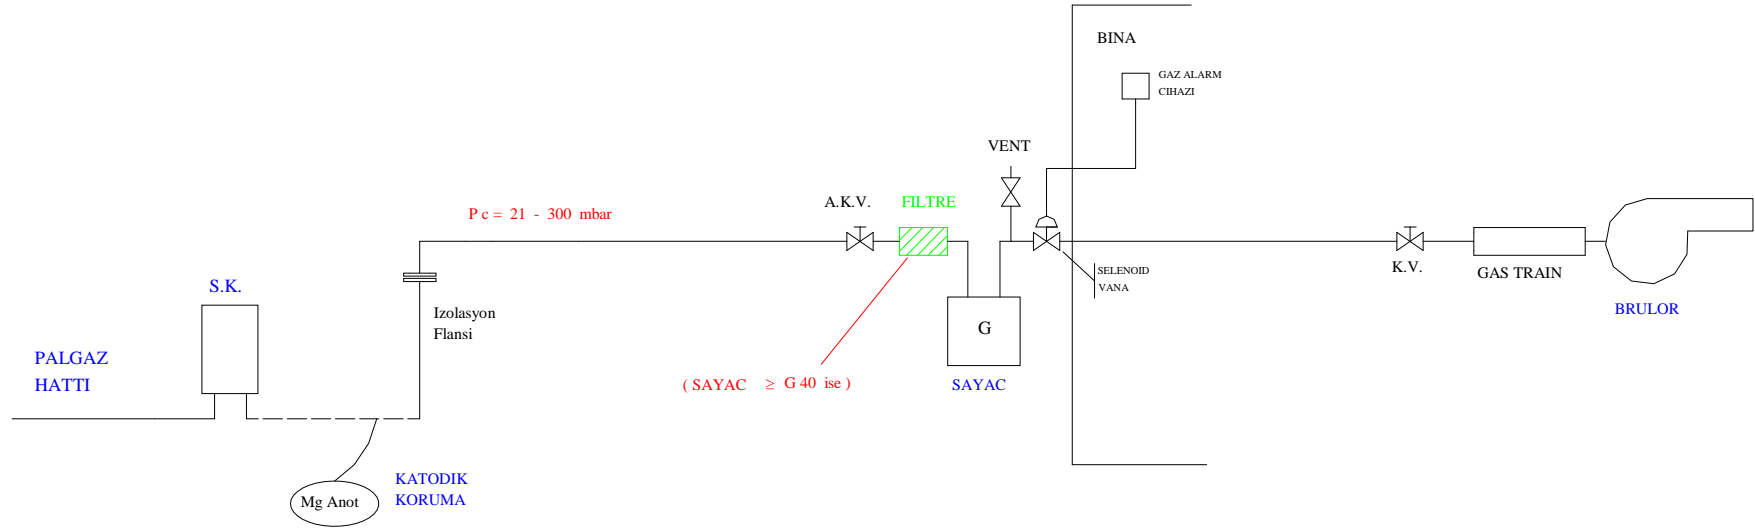 BINA
GAZ ALARM
CIHAZI
VENT
A.K.V.
FILTRE
P c = 21 - 300 mbar
S.K.
Izolasyon
Flansi
SELENOID
VANA
K.V.
GAS TRAIN
BRULOR
G
PALGAZ
HATTI
( SAYAC ≥ G 40 ise )
SAYAC
KATODIK
KORUMA
Mg Anot